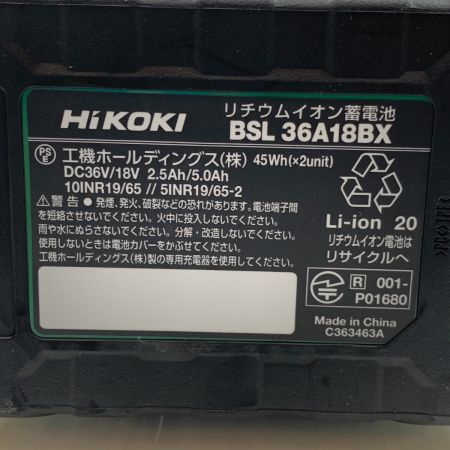 HiKOKI
リチウムイオン蓄電池
BSL 36A18BX
PSE 工機ホールディングス(株) 45Wh(×2unit)
DC36V/18V 2.5Ah/5.0Ah
10INR19/65 // 5INR19/65-2
⚠警告 ●発煙、発火、破裂などの恐れがあります。電池端子間
を短絡させないでください。火中に投入しないでください。
雨や水にぬらさないでください。分解・改造しないでください。
使用しないときは電池カバーをかぶせてください。
工機ホールディングス(株)製の専用充電器を使用してください。
Li-ion 20
リチウムイオン電池は
リサイクルへ
R 001-
P01680
Made in China
C363463A
>PC+TPE<